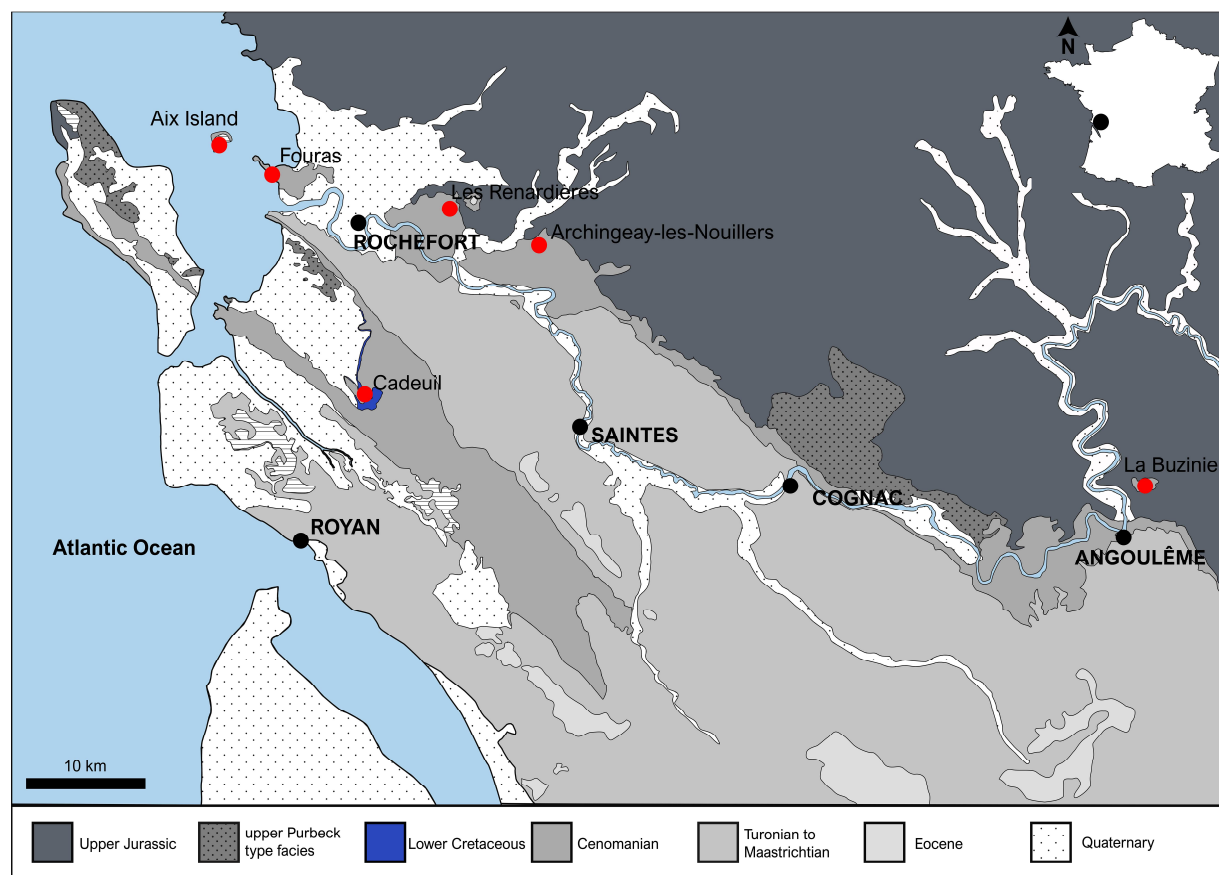 N
Aix Island
Fouras
Les Renardières
ROCHEFORT
Archingeay-les-Nouillers
Cadeuil
SAINTES
La Buzinie
COGNAC
ROYAN
Atlantic Ocean
ANGOULÊME
10 km
Upper Jurassic
upper Purbeck
type facies
Lower Cretaceous
Cenomanian
Turonian to
Maastrichtian
Eocene
Quaternary